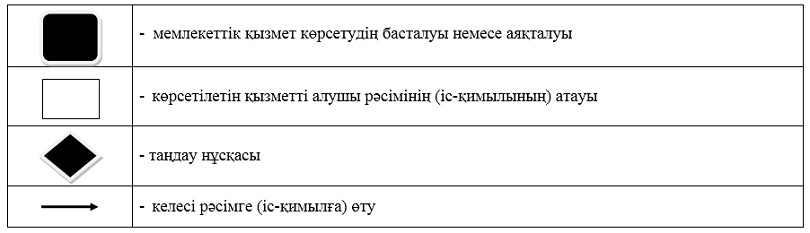 - мемлекеттік қызмет көрсетудің басталуы немесе аяқталуы
- көрсетілетін қызметті алушы рәсімінің (іс-қимылының) атауы
- таңдау нұсқасы
- келесі рәсімге (іс-қимылға) өту